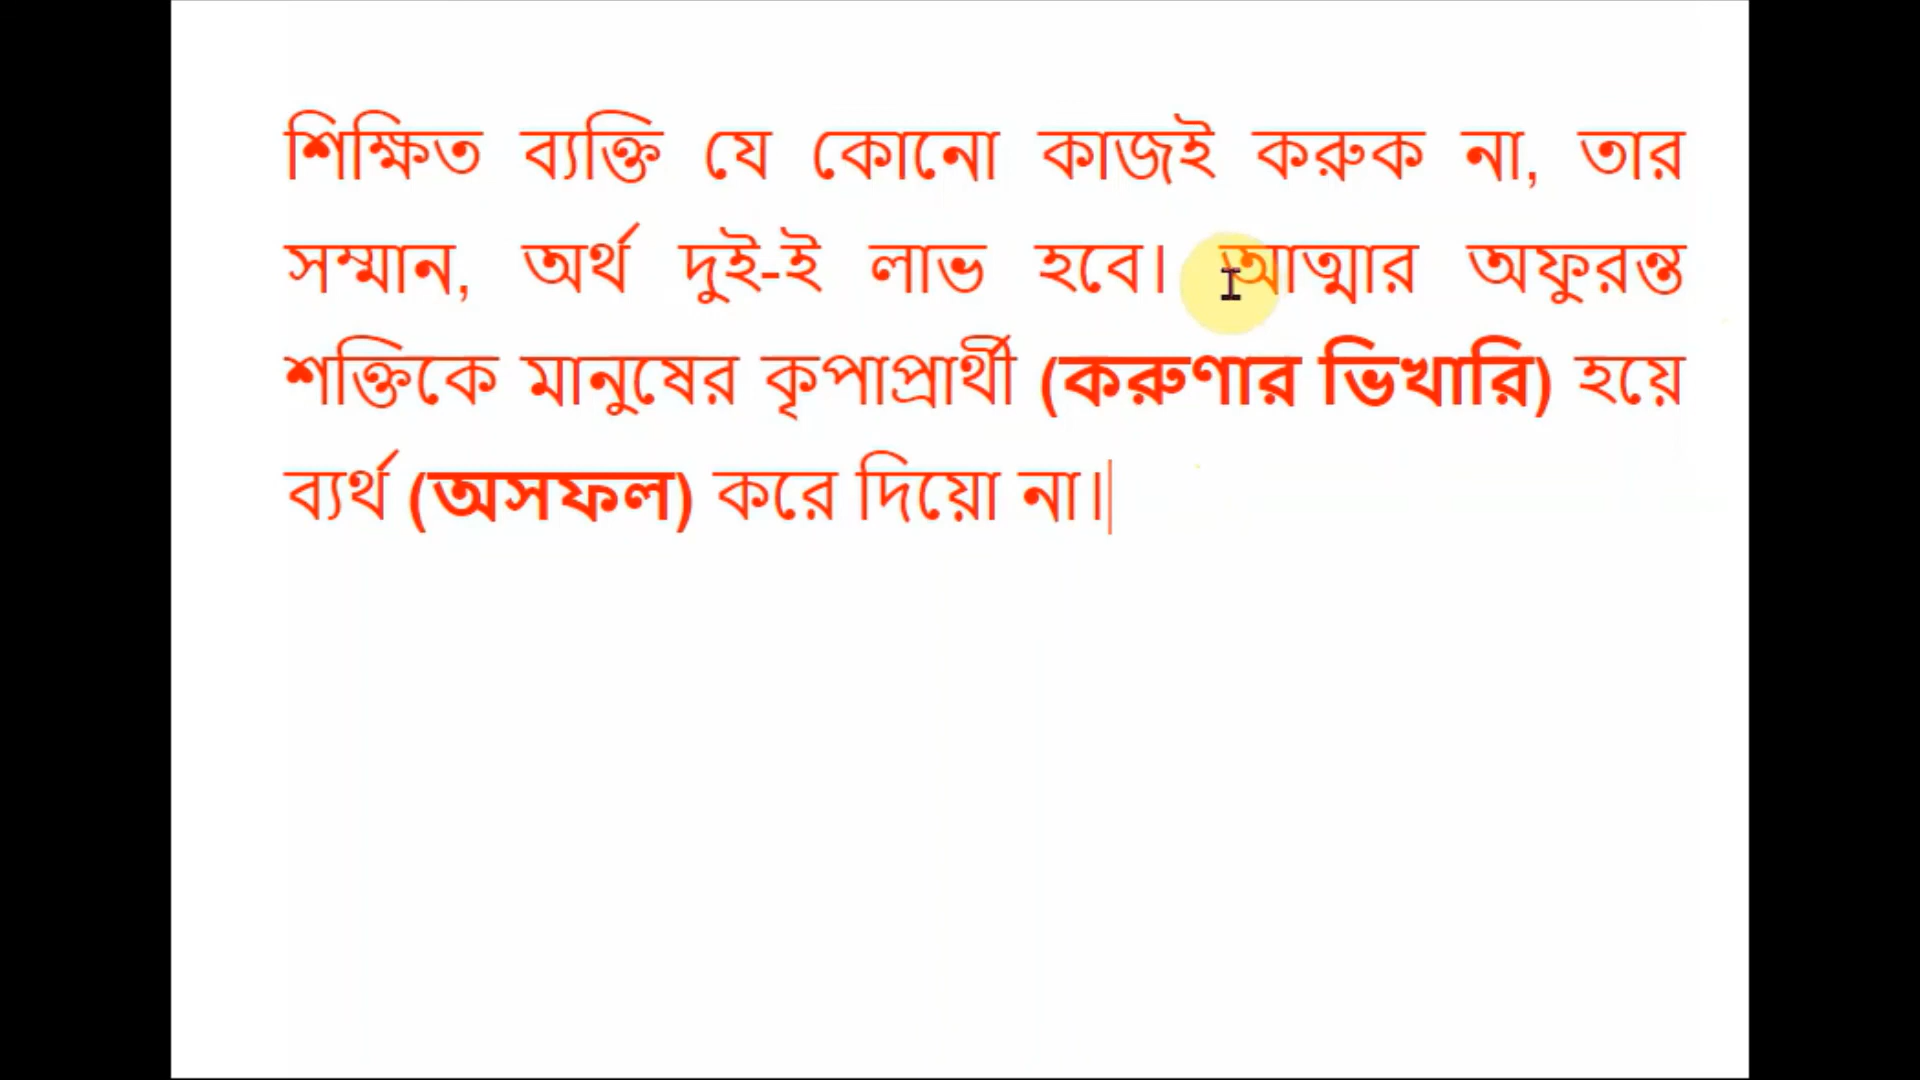 শিক্ষিত ব্যক্তি যে কোনো কাজই করুক না, তার
সম্মান, অর্থ দুই-ই লাভ হবে। আত্মার অফুরন্ত
শক্তিকে মানুষের কৃপাপ্রার্থী (করুণার ভিখারি) হয়ে
ব্যর্থ (অসফল) করে দিয়ো না।